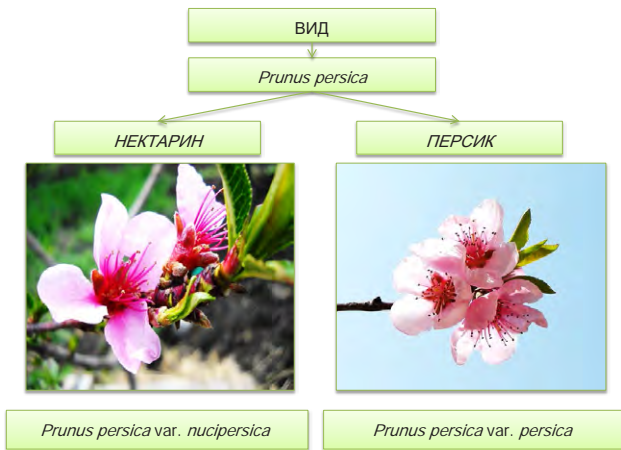 ВИД
Prunus persica
НЕКТАРИН
ПЕРСИК
Prunus persica var. nucipersica
Prunus persica var. persica